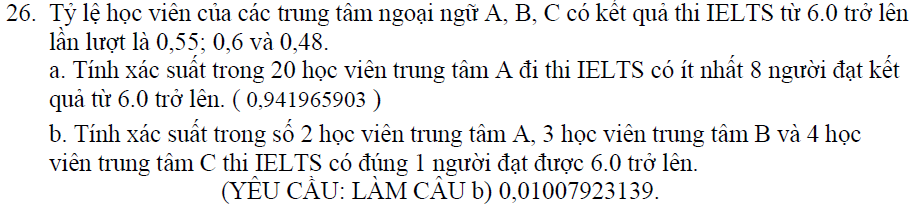 26. Tỷ lệ học viên của các trung tâm ngoại ngữ A, B, C có kết quả thi IELTS từ 6.0 trở lên
lần lượt là 0,55; 0,6 và 0,48.
a. Tính xác suất trong 20 học viên trung tâm A đi thi IELTS có ít nhất 8 người đạt kết
quả từ 6.0 trở lên. ( 0,941965903 )
b. Tính xác suất trong số 2 học viên trung tâm A, 3 học viên trung tâm B và 4 học
viên trung tâm C thi IELTS có đúng 1 người đạt được 6.0 trở lên.
(YÊU CẦU: LÀM CÂU b) 0,01007923139.